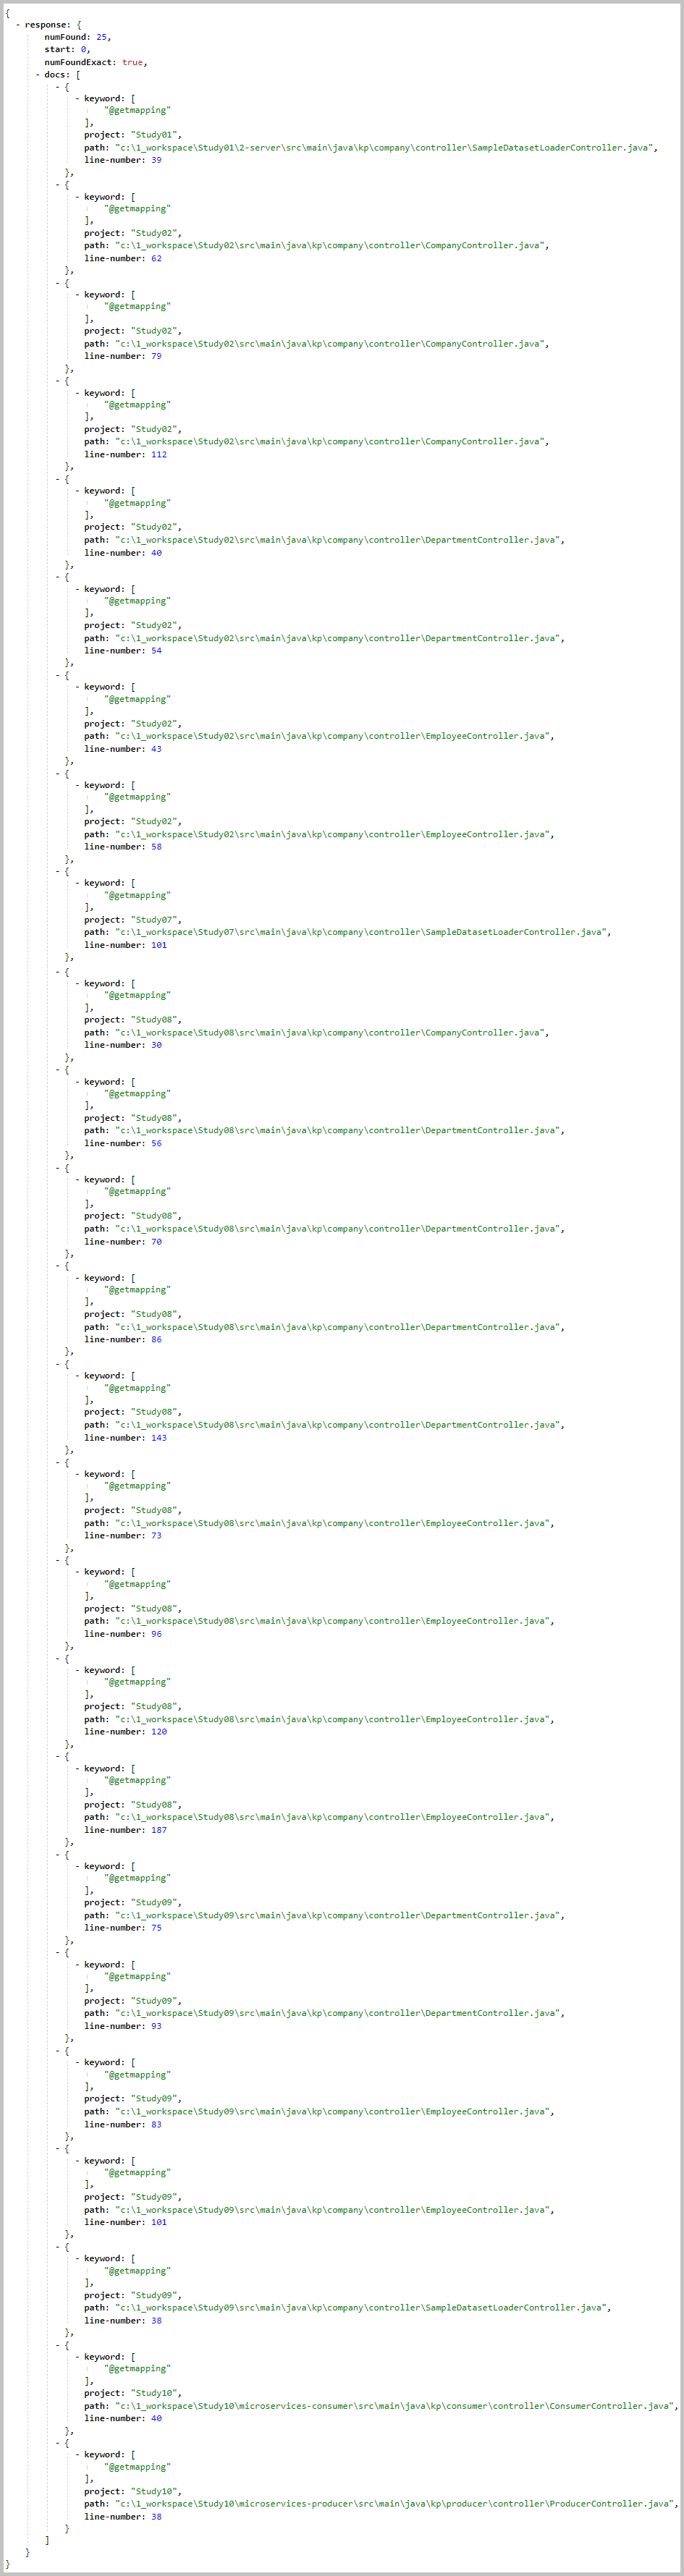 {
- response: {
numFound: 25,
start: 0,
numFoundExact: true,
- docs: [
- {
- keyword: [
"@getmapping"
],
project: "Study01",
path: "c:\1_workspace\Study01\2-server\src\main\java\kp\company\controller\SampleDatasetLoaderController.java",
line-number: 39
},
- {
- keyword: [
"@getmapping"
],
project: "Study02",
path: "c:\1_workspace\Study02\src\main\java\kp\company\controller\CompanyController.java",
line-number: 62
},
- {
- keyword: [
"@getmapping"
],
project: "Study02",
path: "c:\1_workspace\Study02\src\main\java\kp\company\controller\CompanyController.java",
line-number: 79
},
- {
- keyword: [
"@getmapping"
],
project: "Study02",
path: "c:\1_workspace\Study02\src\main\java\kp\company\controller\CompanyController.java",
line-number: 112
},
- {
- keyword: [
"@getmapping"
],
project: "Study02",
path: "c:\1_workspace\Study02\src\main\java\kp\company\controller\DepartmentController.java",
line-number: 40
},
- {
- keyword: [
"@getmapping"
],
project: "Study02",
path: "c:\1_workspace\Study02\src\main\java\kp\company\controller\DepartmentController.java",
line-number: 54
},
- {
- keyword: [
"@getmapping"
],
project: "Study02",
path: "c:\1_workspace\Study02\src\main\java\kp\company\controller\EmployeeController.java",
line-number: 43
},
- {
- keyword: [
"@getmapping"
],
project: "Study02",
path: "c:\1_workspace\Study02\src\main\java\kp\company\controller\EmployeeController.java",
line-number: 58
},
- {
- keyword: [
"@getmapping"
],
project: "Study07",
path: "c:\1_workspace\Study07\src\main\java\kp\company\controller\SampleDatasetLoaderController.java",
line-number: 101
},
- {
- keyword: [
"@getmapping"
],
project: "Study08",
path: "c:\1_workspace\Study08\src\main\java\kp\company\controller\CompanyController.java",
line-number: 30
},
- {
- keyword: [
"@getmapping"
],
project: "Study08",
path: "c:\1_workspace\Study08\src\main\java\kp\company\controller\DepartmentController.java",
line-number: 56
},
- {
- keyword: [
"@getmapping"
],
project: "Study08",
path: "c:\1_workspace\Study08\src\main\java\kp\company\controller\DepartmentController.java",
line-number: 70
},
- {
- keyword: [
"@getmapping"
],
project: "Study08",
path: "c:\1_workspace\Study08\src\main\java\kp\company\controller\DepartmentController.java",
line-number: 86
},
- {
- keyword: [
"@getmapping"
],
project: "Study08",
path: "c:\1_workspace\Study08\src\main\java\kp\company\controller\DepartmentController.java",
line-number: 143
},
- {
- keyword: [
"@getmapping"
],
project: "Study08",
path: "c:\1_workspace\Study08\src\main\java\kp\company\controller\EmployeeController.java",
line-number: 73
},
- {
- keyword: [
"@getmapping"
],
project: "Study08",
path: "c:\1_workspace\Study08\src\main\java\kp\company\controller\EmployeeController.java",
line-number: 96
},
- {
- keyword: [
"@getmapping"
],
project: "Study08",
path: "c:\1_workspace\Study08\src\main\java\kp\company\controller\EmployeeController.java",
line-number: 120
},
- {
- keyword: [
"@getmapping"
],
project: "Study08",
path: "c:\1_workspace\Study08\src\main\java\kp\company\controller\EmployeeController.java",
line-number: 187
},
- {
- keyword: [
"@getmapping"
],
project: "Study09",
path: "c:\1_workspace\Study09\src\main\java\kp\company\controller\DepartmentController.java",
line-number: 75
},
- {
- keyword: [
"@getmapping"
],
project: "Study09",
path: "c:\1_workspace\Study09\src\main\java\kp\company\controller\DepartmentController.java",
line-number: 93
},
- {
- keyword: [
"@getmapping"
],
project: "Study09",
path: "c:\1_workspace\Study09\src\main\java\kp\company\controller\EmployeeController.java",
line-number: 83
},
- {
- keyword: [
"@getmapping"
],
project: "Study09",
path: "c:\1_workspace\Study09\src\main\java\kp\company\controller\EmployeeController.java",
line-number: 101
},
- {
- keyword: [
"@getmapping"
],
project: "Study09",
path: "c:\1_workspace\Study09\src\main\java\kp\company\controller\SampleDatasetLoaderController.java",
line-number: 38
},
- {
- keyword: [
"@getmapping"
],
project: "Study10",
path: "c:\1_workspace\Study10\microservices-consumer\src\main\java\kp\consumer\controller\ConsumerController.java",
line-number: 40
},
- {
- keyword: [
"@getmapping"
],
project: "Study10",
path: "c:\1_workspace\Study10\microservices-producer\src\main\java\kp\producer\controller\ProducerController.java",
line-number: 38
}
]
}
}